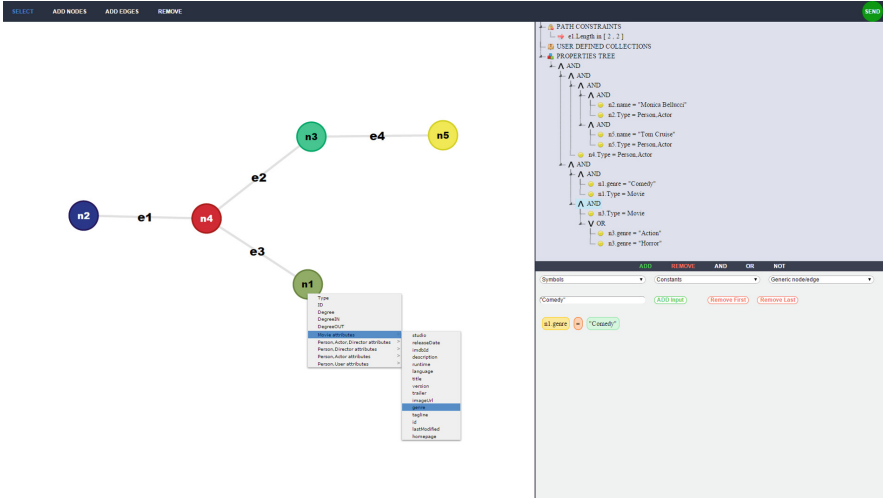 SELECT ADD NODES ADD EDGES REMOVE SEND
PATH CONSTRAINTS
e1.Length in [ 2 , 2 ]
USER DEFINED COLLECTIONS
PROPERTIES TREE
AND
AND
AND
AND
n2.name = "Monica Bellucci"
n2.Type = Person,Actor
AND
n5.name = "Tom Cruise"
n5.Type = Person,Actor
n4.Type = Person,Actor
AND
AND
n1.genre = "Comedy"
n1.Type = Movie
AND
n3.Type = Movie
OR
n3.genre = "Action"
n3.genre = "Horror"
n3 e4 n5
e2
n2 e1 n4
e3
n1
Type
ID
Degree
DegreeIN
DegreeOUT
Movie attributes
Person,Actor,Director attributes
Person,Director attributes
Person,Actor attributes
Person,User attributes
studio
releaseDate
imdbId
description
runtime
language
title
version
trailer
imageUrl
genre
tagline
id
lastModified
homepage
ADD REMOVE AND OR NOT
Symbols Constants Generic node/edge
"Comedy" ADD Input Remove First Remove Last
n1.genre = "Comedy"